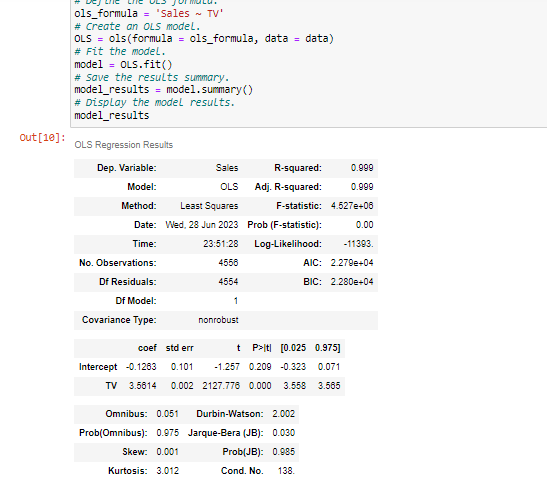 # Define the OLS formula.
ols_formula = 'Sales ~ TV'
# Create an OLS model.
OLS = ols(formula = ols_formula, data = data)
# Fit the model.
model = OLS.fit()
# Save the results summary.
model_results = model.summary()
# Display the model results.
model_results
Out[10]:
OLS Regression Results
Dep. Variable: Sales R-squared: 0.999
Model: OLS Adj. R-squared: 0.999
Method: Least Squares F-statistic: 4.527e+06
Date: Wed, 28 Jun 2023 Prob (F-statistic): 0.00
Time: 23:51:28 Log-Likelihood: -11393.
No. Observations: 4556 AIC: 2.279e+04
Df Residuals: 4554 BIC: 2.280e+04
Df Model: 1
Covariance Type: nonrobust
coef std err t P>|t| [0.025 0.975]
Intercept -0.1263 0.101 -1.257 0.209 -0.323 0.071
TV 3.5614 0.002 2127.776 0.000 3.558 3.565
Omnibus: 0.051 Durbin-Watson: 2.002
Prob(Omnibus): 0.975 Jarque-Bera (JB): 0.030
Skew: 0.001 Prob(JB): 0.985
Kurtosis: 3.012 Cond. No. 138.